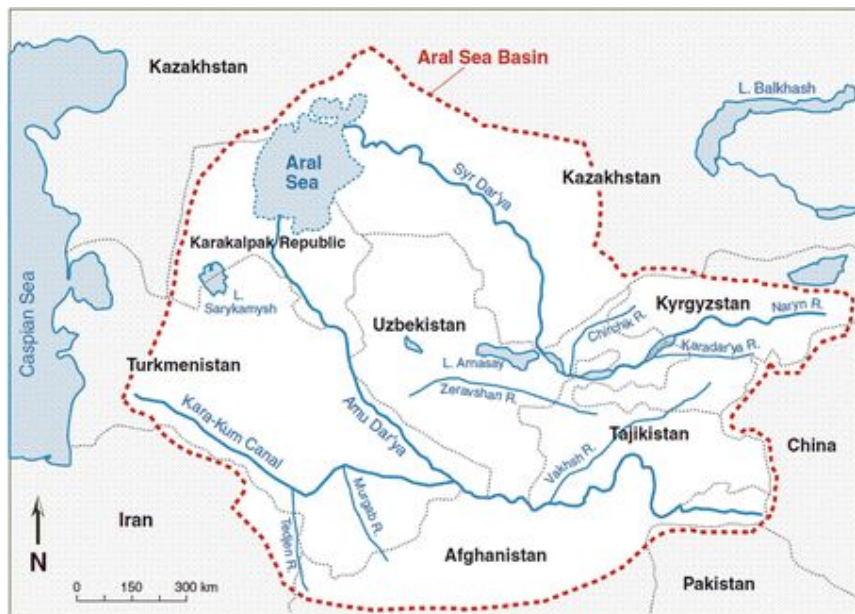 Aral Sea Basin
Kazakhstan
L. Balkhash
Aral
Sea
Syr Dar'ya
Kazakhstan
Karakalpak Republic
L.
Sarykamysh
Caspian Sea
Kyrgyzstan
Naryn R.
Chirchik R.
Uzbekistan
Karadar'ya R.
L. Arnasay
Turkmenistan
Zeravshan R.
Amu Dar'ya
Kara-Kum Canal
Tajikistan
China
Vakhsh R.
Murgab R.
Tedjen R.
Iran
Afghanistan
N
Pakistan
0 150 300 km